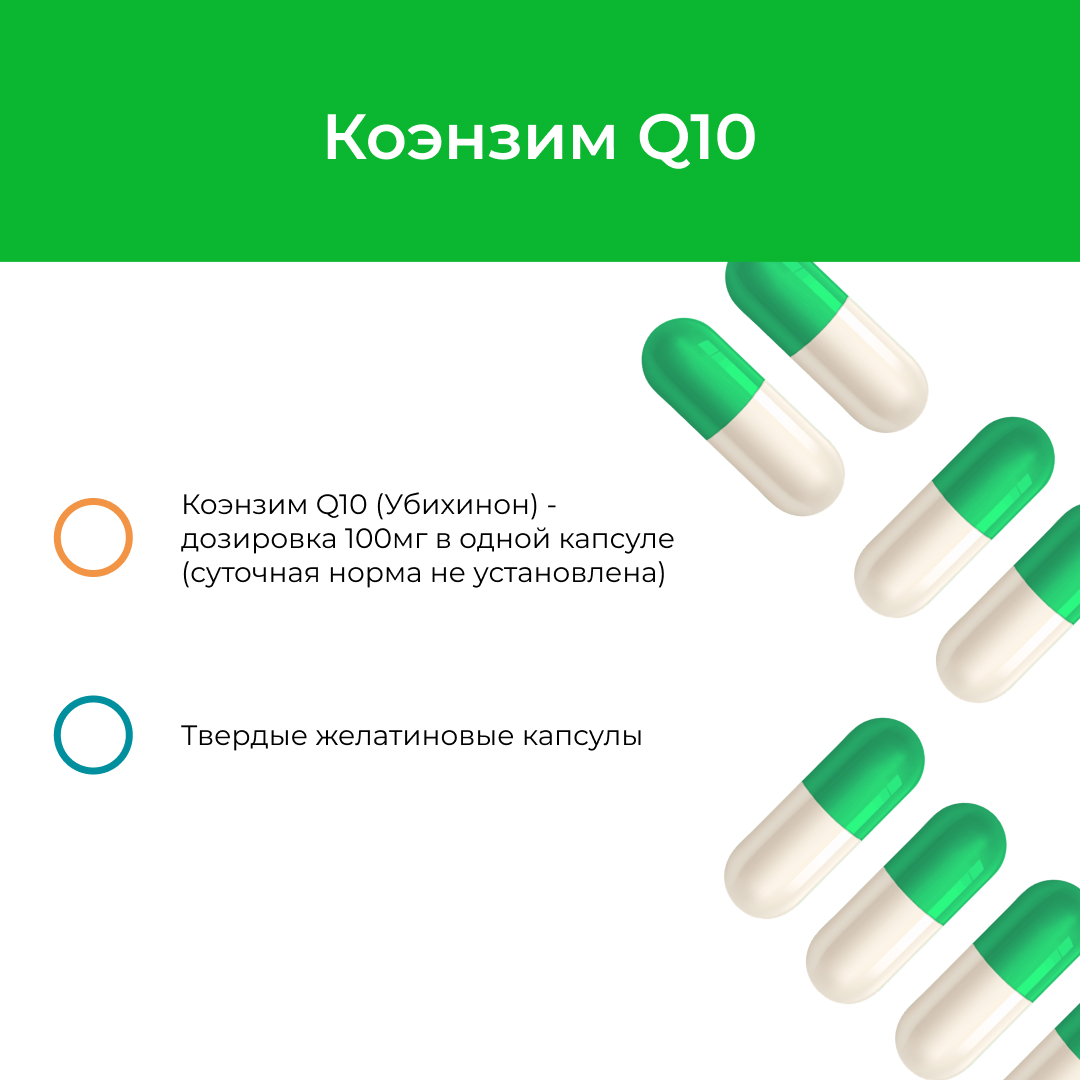 Коэнзим Q10
Коэнзим Q10 (Убихинон) -
дозировка 100мг в одной капсуле
(суточная норма не установлена)
Твердые желатиновые капсулы